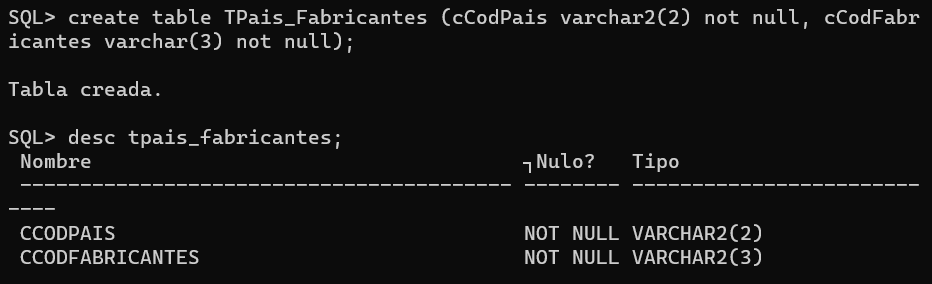 SQL> create table TPais_Fabricantes (cCodPais varchar2(2) not null, cCodFabr
icantes varchar(3) not null);
Tabla creada.
SQL> desc tpais_fabricantes;
Nombre ┐Nulo? Tipo
----------------------------------------- -------- ------------------------
----
CCODPAIS NOT NULL VARCHAR2(2)
CCODFABRICANTES NOT NULL VARCHAR2(3)